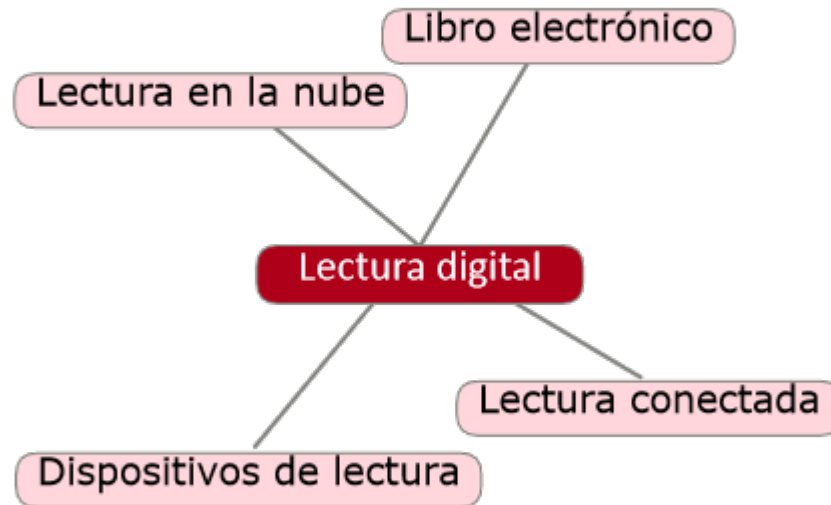 Libro electrónico
Lectura en la nube
Lectura digital
Lectura conectada
Dispositivos de lectura